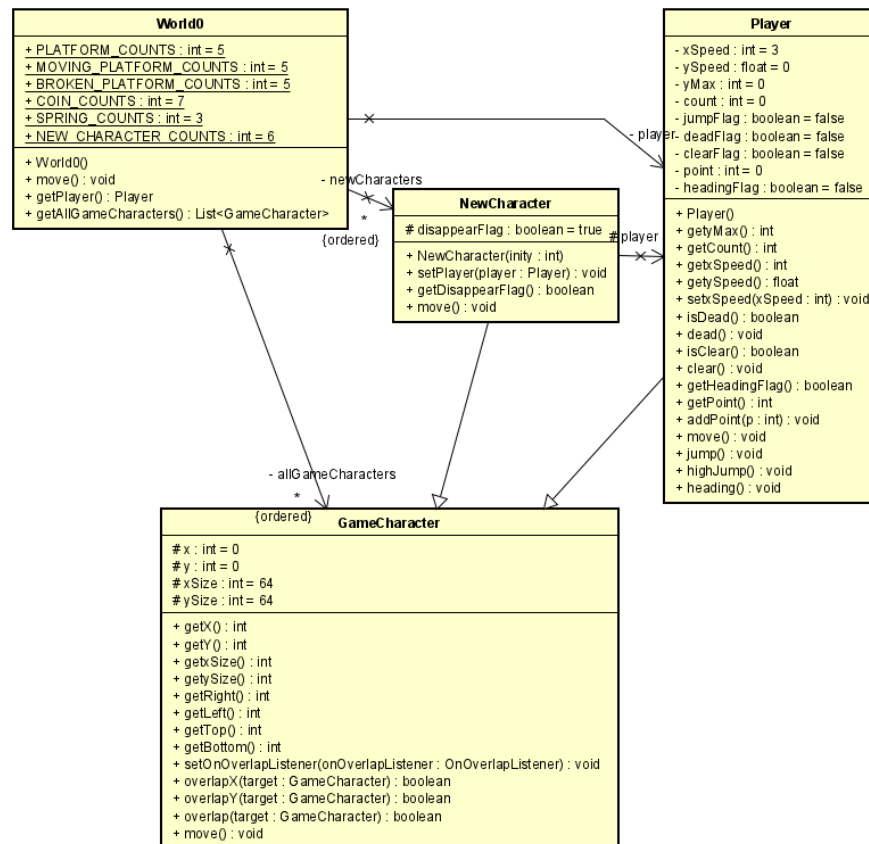 World0
+ PLATFORM_COUNTS : int = 5
+ MOVING_PLATFORM_COUNTS : int = 5
+ BROKEN_PLATFORM_COUNTS : int = 5
+ COIN_COUNTS : int = 7
+ SPRING_COUNTS : int = 3
+ NEW_CHARACTER_COUNTS : int = 6
+ World0()
+ move() : void
+ getPlayer() : Player
+ getAllGameCharacters() : List<GameCharacter>
Player
- xSpeed : int = 3
- ySpeed : float = 0
- yMax : int = 0
- count : int = 0
- jumpFlag : boolean = false
- deadFlag : boolean = false
- clearFlag : boolean = false
- point : int = 0
- headingFlag : boolean = false
+ Player()
+ getyMax() : int
+ getCount() : int
+ getxSpeed() : int
+ getySpeed() : float
+ setxSpeed(xSpeed : int) : void
+ isDead() : boolean
+ dead() : void
+ isClear() : boolean
+ clear() : void
+ getHeadingFlag() : boolean
+ getPoint() : int
+ addPoint(p : int) : void
+ move() : void
+ jump() : void
+ highJump() : void
+ heading() : void
- player
- newCharacters
*
{ordered}
NewCharacter
# disappearFlag : boolean = true
+ NewCharacter(inity : int)
+ setPlayer(player : Player) : void
+ getDisappearFlag() : boolean
+ move() : void
# player
- allGameCharacters
*
{ordered}
GameCharacter
# x : int = 0
# y : int = 0
# xSize : int = 64
# ySize : int = 64
+ getX() : int
+ getY() : int
+ getxSize() : int
+ getySize() : int
+ getRight() : int
+ getLeft() : int
+ getTop() : int
+ getBottom() : int
+ setOnOverlapListener(onOverlapListener : OnOverlapListener) : void
+ overlapX(target : GameCharacter) : boolean
+ overlapY(target : GameCharacter) : boolean
+ overlap(target : GameCharacter) : boolean
+ move() : void